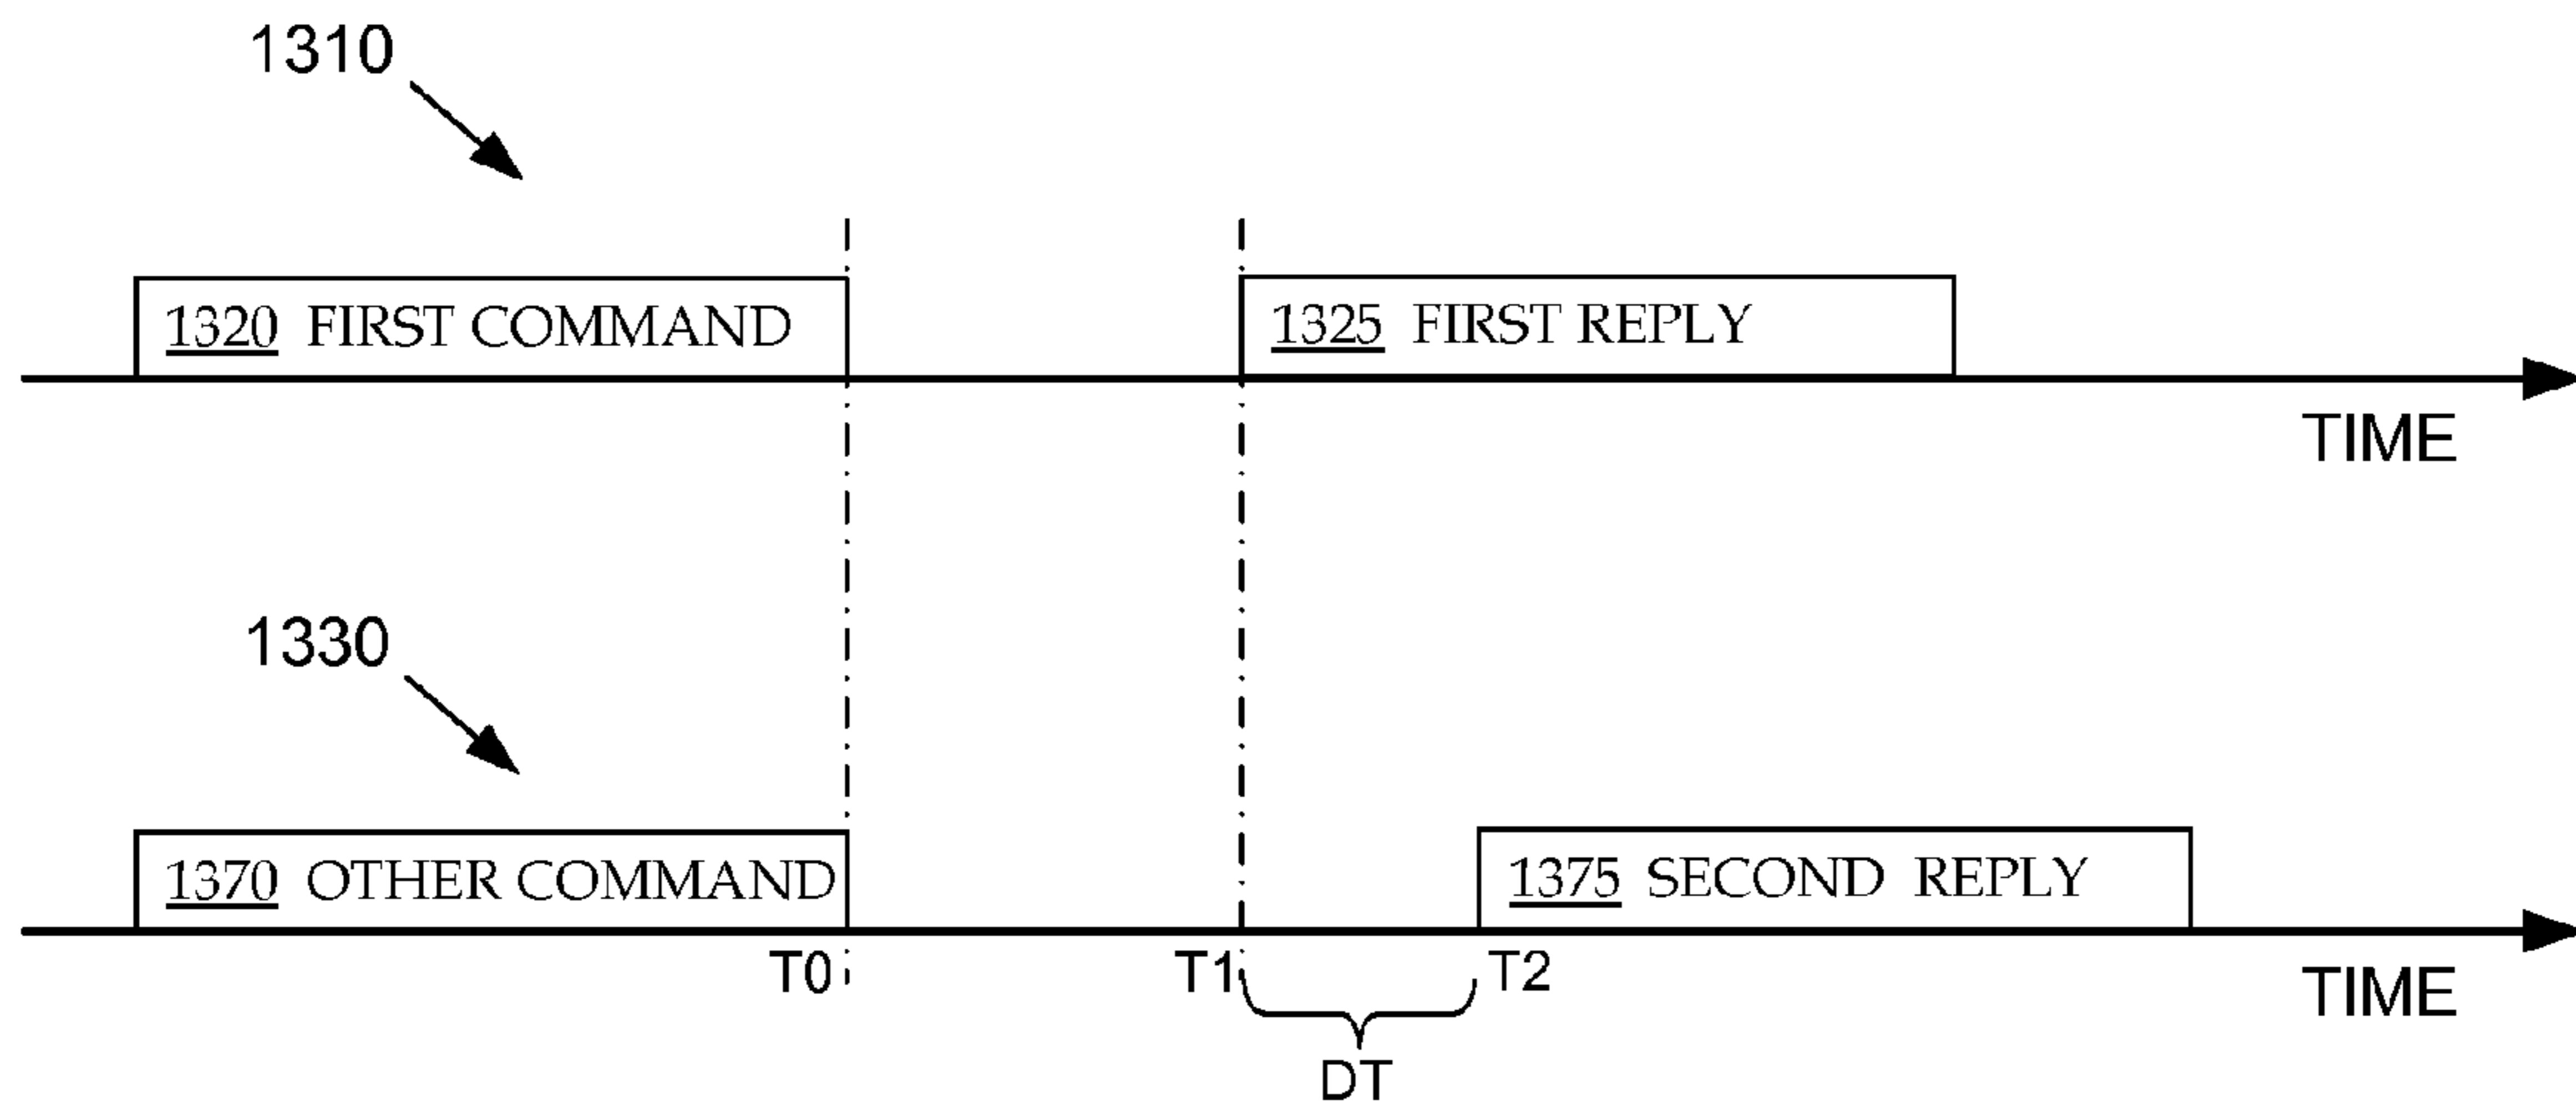 1310
1320 FIRST COMMAND
1325 FIRST REPLY
TIME
1330
1370 OTHER COMMAND
1375 SECOND REPLY
T0
T1
T2
TIME
DT